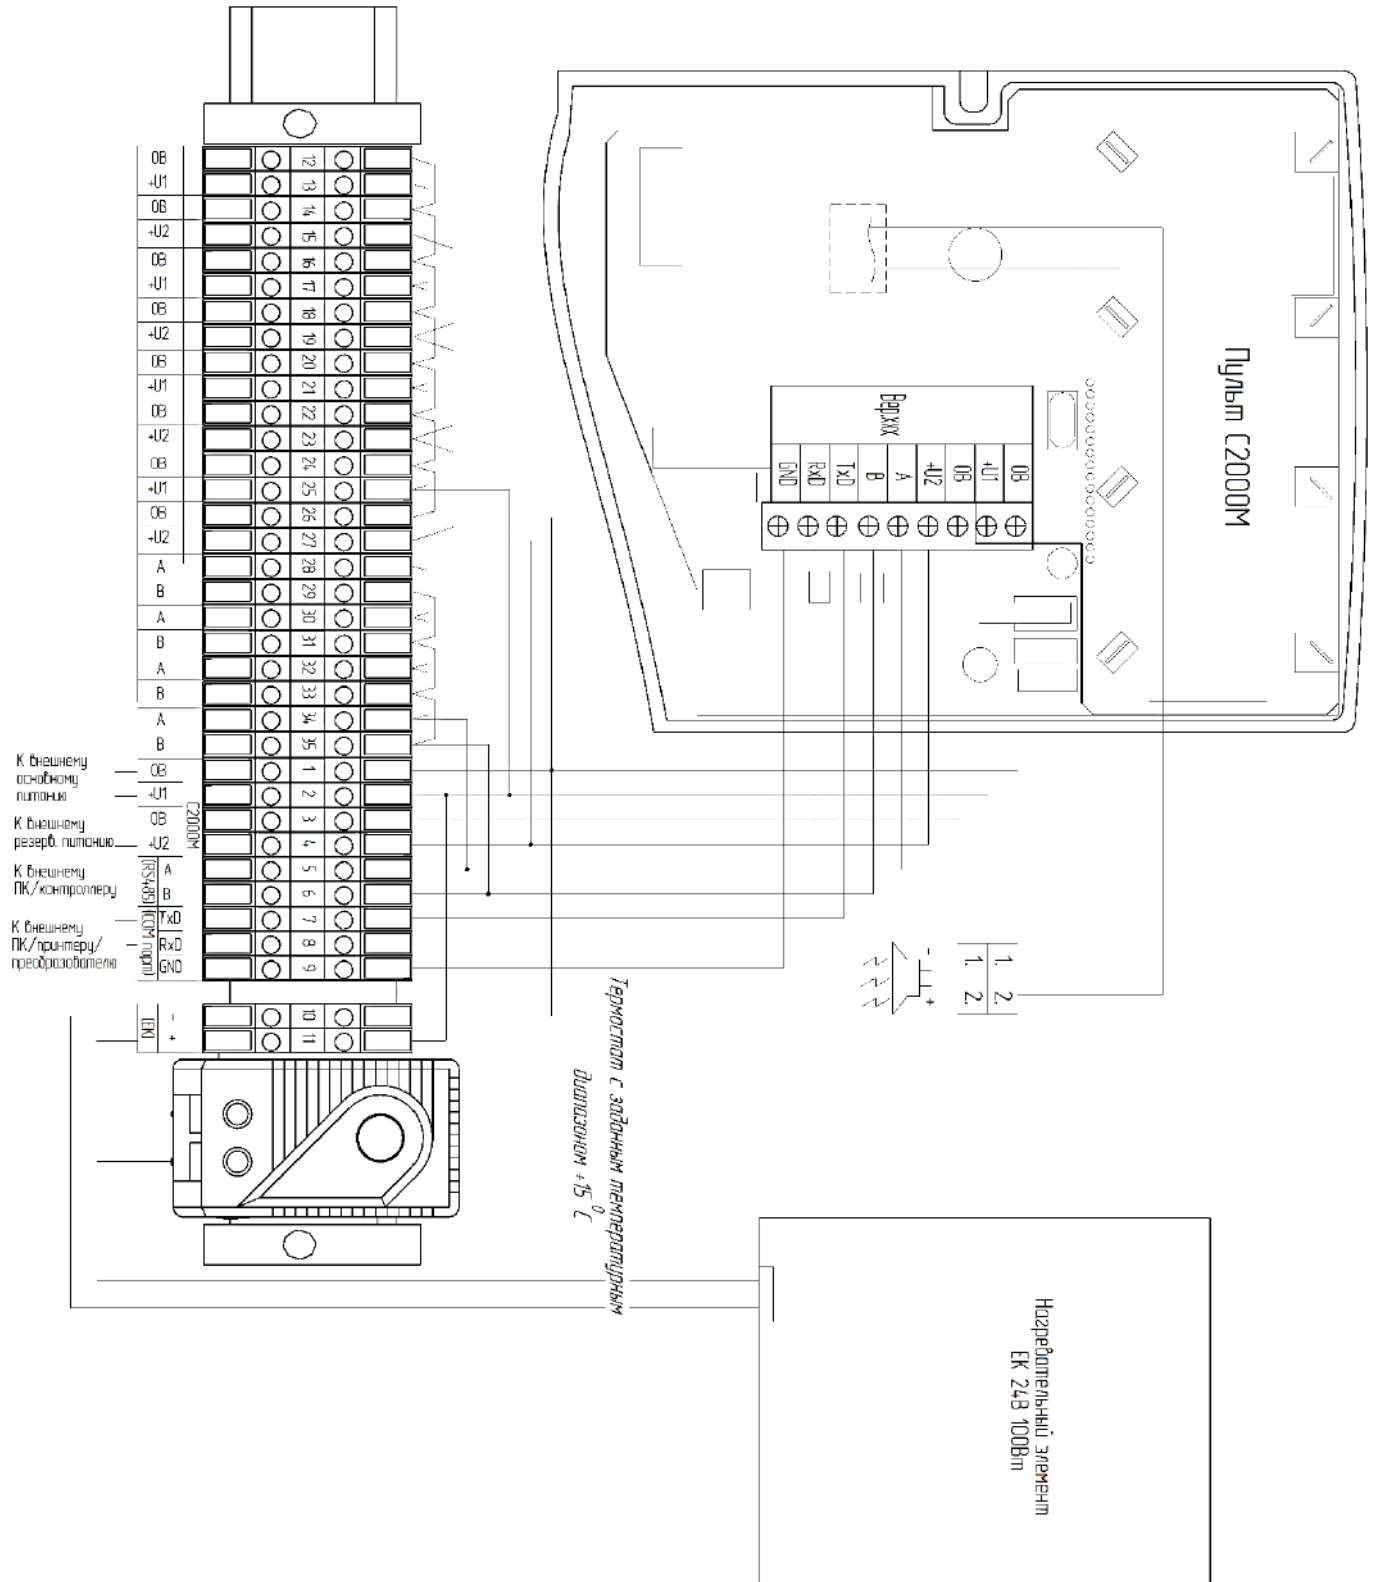 0В 12
+U1 13
0В 14
+U2 15
0В 16
+U1 17
0В 18
+U2 19
0В 20
+U1 21
0В 22
+U2 23
0В 24
+U1 25
0В 26
+U2 27
A 28
B 29
A 30
B 31
A 32
B 33
A 34
B 35
К внешнему
основному
питанию
0В 1
+U1 2
К внешнему
резерв. питанию
0В 3
+U2 4
С2000М
К внешнему
ПК/контроллеру
(RS485)
A 5
B 6
К внешнему
ПК/принтеру/
преобразователю
(COM порт)
TxD 7
RxD 8
GND 9
(ЕК)
- 10
+ 11
Пульт С2000М
Вер.хх
GND
RxD
TxD
B
A
+U2
0В
+U1
0В
-
+
1. 2.
1. 2.
Термостат с заданным температурным
диапазоном +15 0 С
Нагревательный элемент
ЕК 24В 100Вт